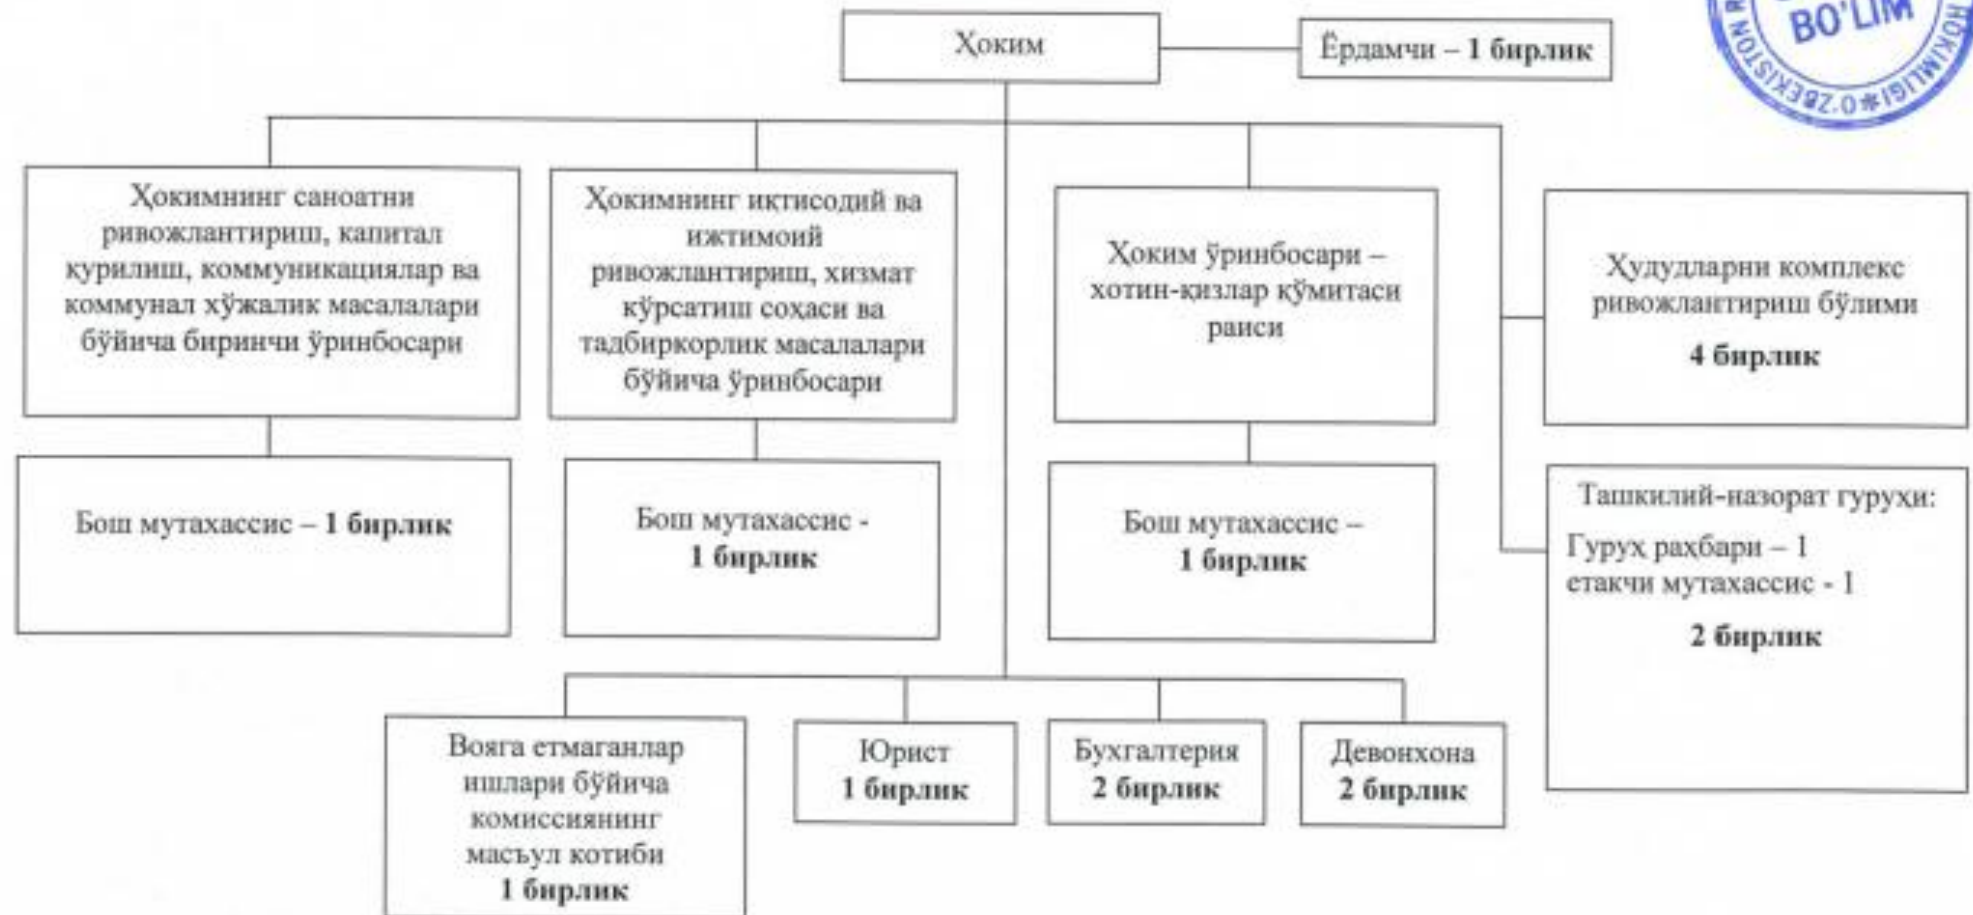 BO'LIM
HOKIMLIGI*O'ZBEKISTON R
Ҳоким
Ёрдамчи – 1 бирлик
Ҳокимнинг саноатни
ривожлантириш, капитал
қурилиш, коммуникациялар ва
коммунал хўжалик масалалари
бўйича биринчи ўринбосари
Ҳокимнинг иқтисодий ва
ижтимоий
ривожлантириш, хизмат
кўрсатиш соҳаси ва
тадбиркорлик масалалари
бўйича ўринбосари
Ҳоким ўринбосари –
хотин-қизлар қўмитаси
раиси
Ҳудудларни комплекс
ривожлантириш бўлими
4 бирлик
Бош мутахассис – 1 бирлик
Бош мутахассис -
1 бирлик
Бош мутахассис –
1 бирлик
Ташкилий-назорат гуруҳи:
Гуруҳ раҳбари – 1
етакчи мутахассис - 1
2 бирлик
Вояга етмаганлар
ишлари бўйича
комиссиянинг
масъул котиби
1 бирлик
Юрист
1 бирлик
Бухгалтерия
2 бирлик
Девонхона
2 бирлик